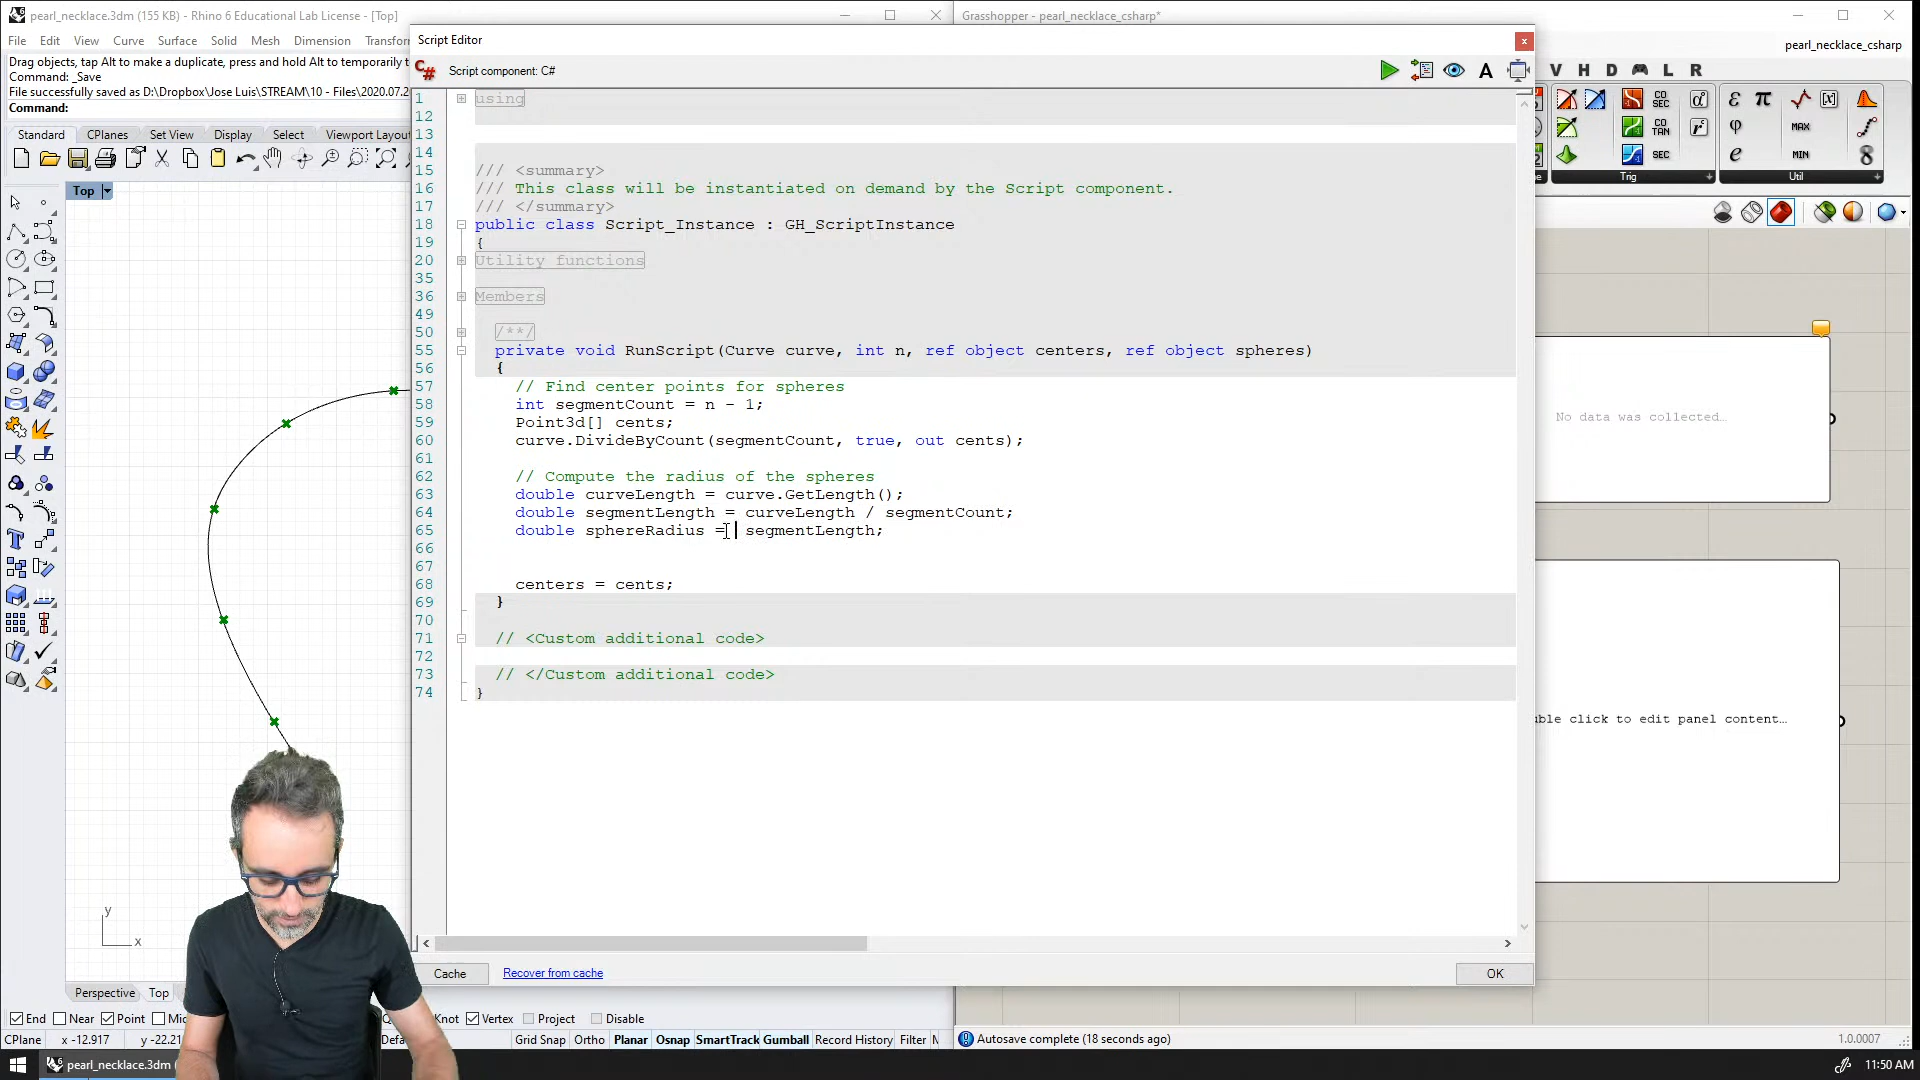 pearl_necklace.3dm (155 KB) - Rhino 6 Educational Lab License - [Top]
File Edit View Curve Surface Solid Mesh Dimension Transform
Drag objects, tap Alt to make a duplicate, press and hold Alt to temporarily t
Command: _Save
File successfully saved as D:\Dropbox\Jose Luis\STREAM\10 - Files\2020.07.2
Command:
Standard CPlanes Set View Display Select Viewport Layou
Top
Script Editor
C# Script component: C#
1 using
12
13
14
15 /// <summary>
16 /// This class will be instantiated on demand by the Script component.
17 /// </summary>
18 public class Script_Instance : GH_ScriptInstance
19 {
20 Utility functions
35
36 Members
49
50 /**/
55 private void RunScript(Curve curve, int n, ref object centers, ref object spheres)
56 {
57 // Find center points for spheres
58 int segmentCount = n - 1;
59 Point3d[] cents;
60 curve.DivideByCount(segmentCount, true, out cents);
61
62 // Compute the radius of the spheres
63 double curveLength = curve.GetLength();
64 double segmentLength = curveLength / segmentCount;
65 double sphereRadius = segmentLength;
66
67
68 centers = cents;
69 }
70
71 // <Custom additional code>
72
73 // </Custom additional code>
74 }
Cache Recover from cache OK
Grasshopper - pearl_necklace_csharp*
pearl_necklace_csharp
V H D L R
CO SEC
CO TAN
SEC
Trig
MAX
MIN
Util
No data was collected…
ble click to edit panel content…
y
x
Perspective Top
End Near Point Mi Knot Vertex Project Disable
CPlane x -12.917 y -22.21 Defa Grid Snap Ortho Planar Osnap SmartTrack Gumball Record History Filter M
Autosave complete (18 seconds ago) 1.0.0007
pearl_necklace.3dm ( 11:50 AM